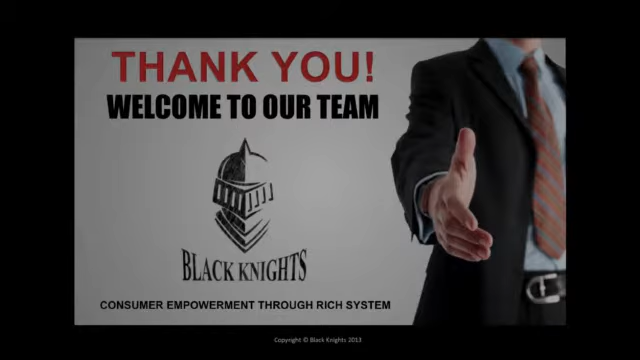 THANK YOU!
WELCOME TO OUR TEAM
BLACK KNIGHTS
CONSUMER EMPOWERMENT THROUGH RICH SYSTEM
Copyright © Black Knights 2013